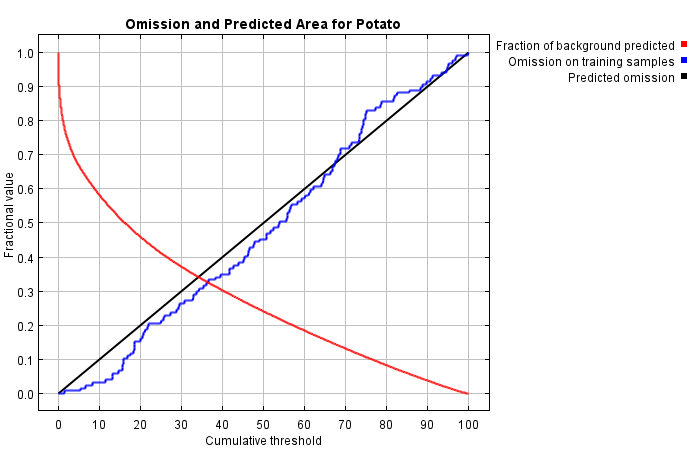 Omission and Predicted Area for Potato
Fraction of background predicted
Omission on training samples
Predicted omission
Fractional value
1.0
0.9
0.8
0.7
0.6
0.5
0.4
0.3
0.2
0.1
0.0
0 10 20 30 40 50 60 70 80 90 100
Cumulative threshold